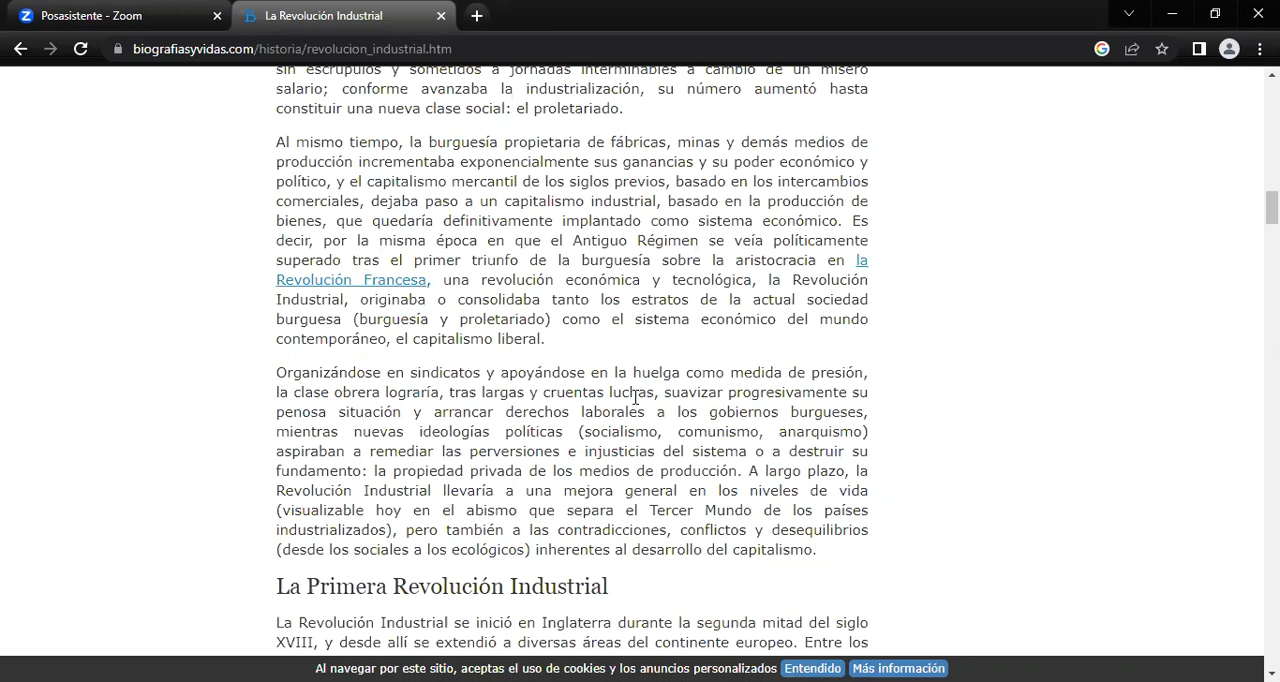 Posasistente - Zoom
La Revolución Industrial
biografiasyvidas.com/historia/revolucion_industrial.htm
sin escrúpulos y sometidos a jornadas interminables a cambio de un mísero
salario; conforme avanzaba la industrialización, su número aumentó hasta
constituir una nueva clase social: el proletariado.
Al mismo tiempo, la burguesía propietaria de fábricas, minas y demás medios de
producción incrementaba exponencialmente sus ganancias y su poder económico y
político, y el capitalismo mercantil de los siglos previos, basado en los intercambios
comerciales, dejaba paso a un capitalismo industrial, basado en la producción de
bienes, que quedaría definitivamente implantado como sistema económico. Es
decir, por la misma época en que el Antiguo Régimen se veía políticamente
superado tras el primer triunfo de la burguesía sobre la aristocracia en la
Revolución Francesa, una revolución económica y tecnológica, la Revolución
Industrial, originaba o consolidaba tanto los estratos de la actual sociedad
burguesa (burguesía y proletariado) como el sistema económico del mundo
contemporáneo, el capitalismo liberal.
Organizándose en sindicatos y apoyándose en la huelga como medida de presión,
la clase obrera lograría, tras largas y cruentas luchas, suavizar progresivamente su
penosa situación y arrancar derechos laborales a los gobiernos burgueses,
mientras nuevas ideologías políticas (socialismo, comunismo, anarquismo)
aspiraban a remediar las perversiones e injusticias del sistema o a destruir su
fundamento: la propiedad privada de los medios de producción. A largo plazo, la
Revolución Industrial llevaría a una mejora general en los niveles de vida
(visualizable hoy en el abismo que separa el Tercer Mundo de los países
industrializados), pero también a las contradicciones, conflictos y desequilibrios
(desde los sociales a los ecológicos) inherentes al desarrollo del capitalismo.
La Primera Revolución Industrial
La Revolución Industrial se inició en Inglaterra durante la segunda mitad del siglo
XVIII, y desde allí se extendió a diversas áreas del continente europeo. Entre los
Al navegar por este sitio, aceptas el uso de cookies y los anuncios personalizados Entendido Más información